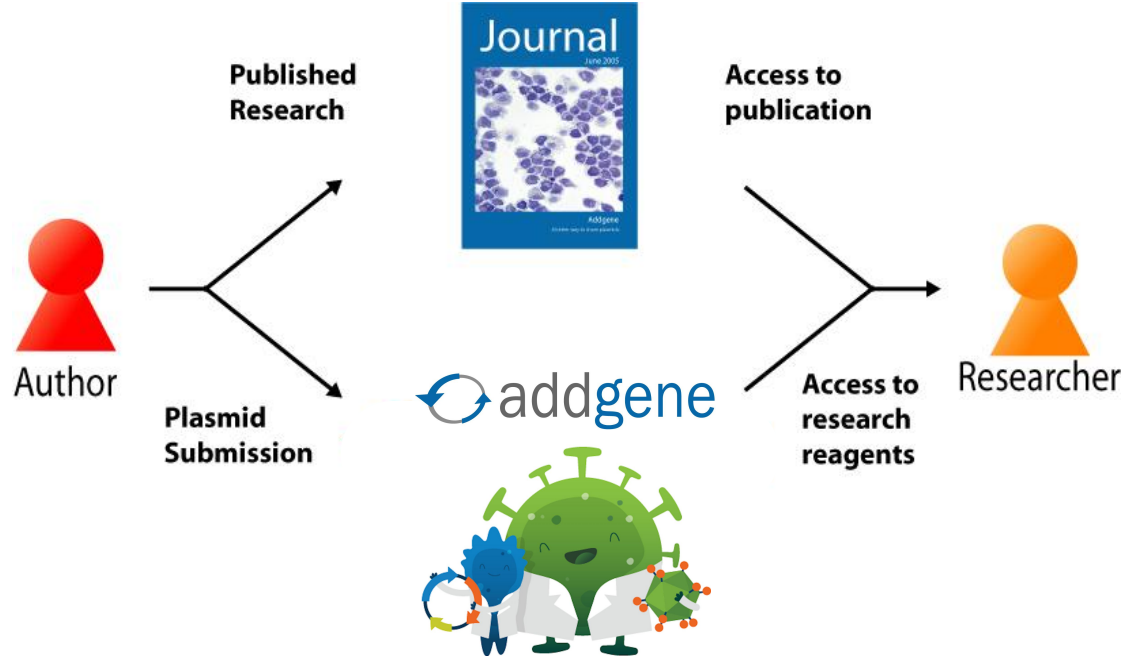 Published
Research
Journal
June 2005
Addgene
Access to
publication
Author
Plasmid
Submission
addgene
Access to
research
reagents
Researcher